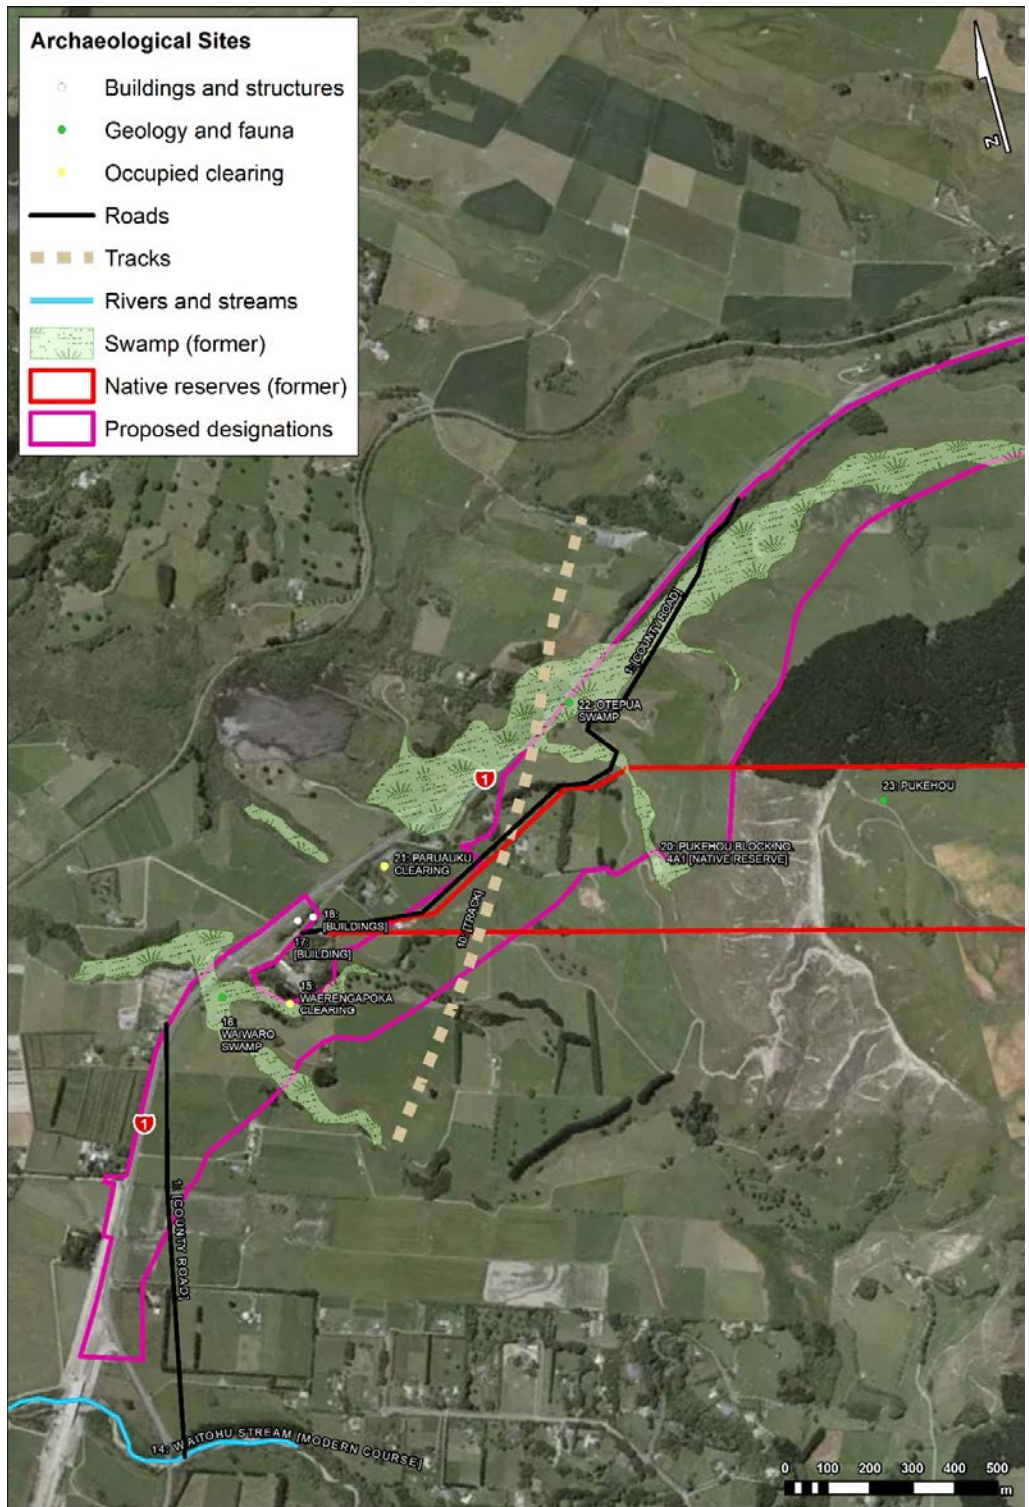 Archaeological Sites
Buildings and structures
Geology and fauna
Occupied clearing
Roads
Tracks
Rivers and streams
Swamp (former)
Native reserves (former)
Proposed designations
Z
1: [COUNTY ROAD]
22: OTEPUA
SWAMP
1
23: PUKEHOU
20: PUKEHOU BLOCK NO.
4A1 [NATIVE RESERVE]
21: PARUAUKU
CLEARING
10: [TRACK]
18:
[BUILDINGS]
17:
[BUILDING]
15:
WAERENGAPOKA
CLEARING
16:
WAIWARO
SWAMP
1
1: [COUNTY ROAD]
14: WAITOHU STREAM [MODERN COURSE]
0 100 200 300 400 500
m